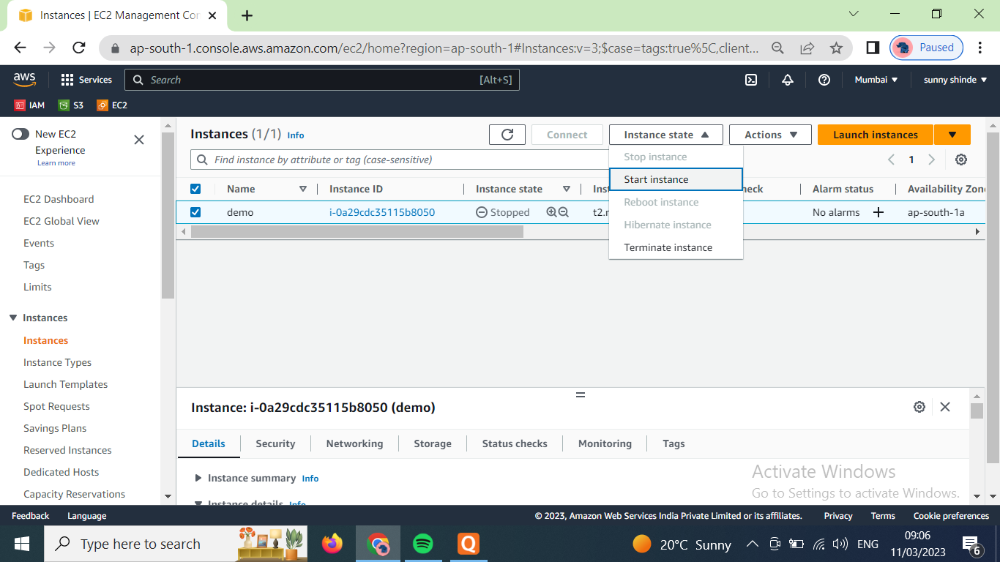 Instances | EC2 Management Con
ap-south-1.console.aws.amazon.com/ec2/home?region=ap-south-1#Instances:v=3;$case=tags:true%5C,client...
Paused
aws
Services
Search
[Alt+S]
Mumbai
sunny shinde
IAM
S3
EC2
New EC2
Experience
Learn more
EC2 Dashboard
EC2 Global View
Events
Tags
Limits
Instances
Instances
Instance Types
Launch Templates
Spot Requests
Savings Plans
Reserved Instances
Dedicated Hosts
Capacity Reservations
Instances (1/1) Info
Connect
Instance state
Actions
Launch instances
Find instance by attribute or tag (case-sensitive)
1
Stop instance
Start instance
Reboot instance
Hibernate instance
Terminate instance
Name Instance ID Instance state Inst eck Alarm status Availability Zone
demo i-0a29cdc35115b8050 Stopped t2.m No alarms + ap-south-1a
Instance: i-0a29cdc35115b8050 (demo)
Details Security Networking Storage Status checks Monitoring Tags
Instance summary Info
Instance details Info
Activate Windows
Go to Settings to activate Windows.
Feedback Language © 2023, Amazon Web Services India Private Limited or its affiliates. Privacy Terms Cookie preferences
Type here to search
20°C Sunny
ENG
09:06
11/03/2023
6